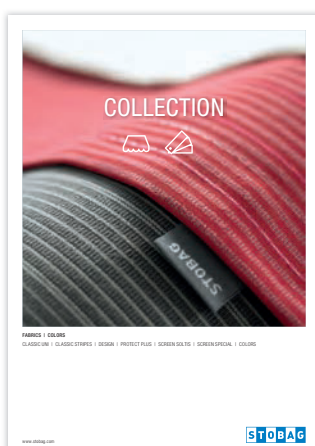 COLLECTION
STOBAG
FABRICS | COLORS
CLASSIC UNI | CLASSIC STRIPES | DESIGN | PROTECT PLUS | SCREEN SOLTIS | SCREEN SPECIAL | COLORS
www.stobag.com
STOBAG